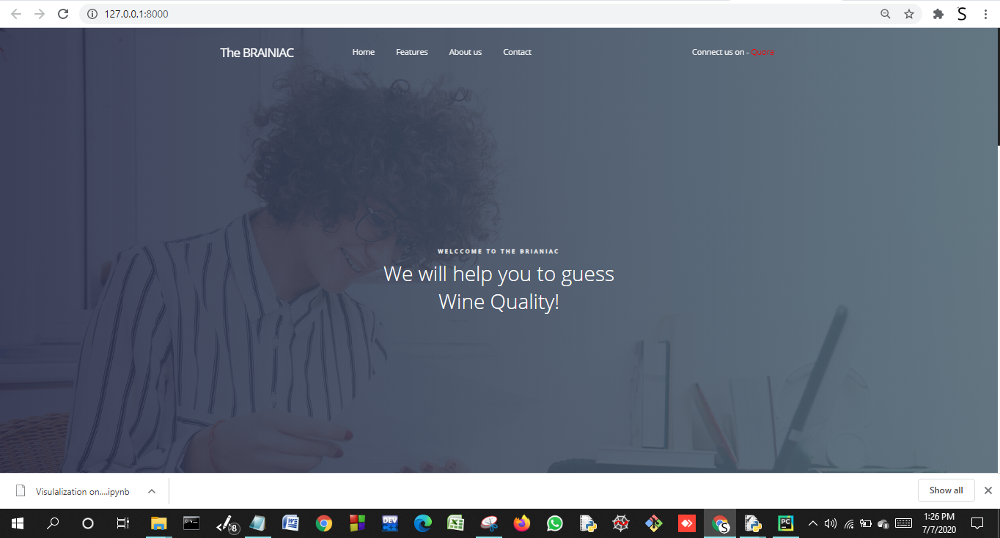 127.0.0.1:8000
S
The BRAINIAC
Home
Features
About us
Contact
Connect us on - Quora
WELCCOME TO THE BRIANIAC
We will help you to guess
Wine Quality!
Visulalization on....ipynb
Show all
8
W
DEV
S
PC
1:26 PM
7/7/2020